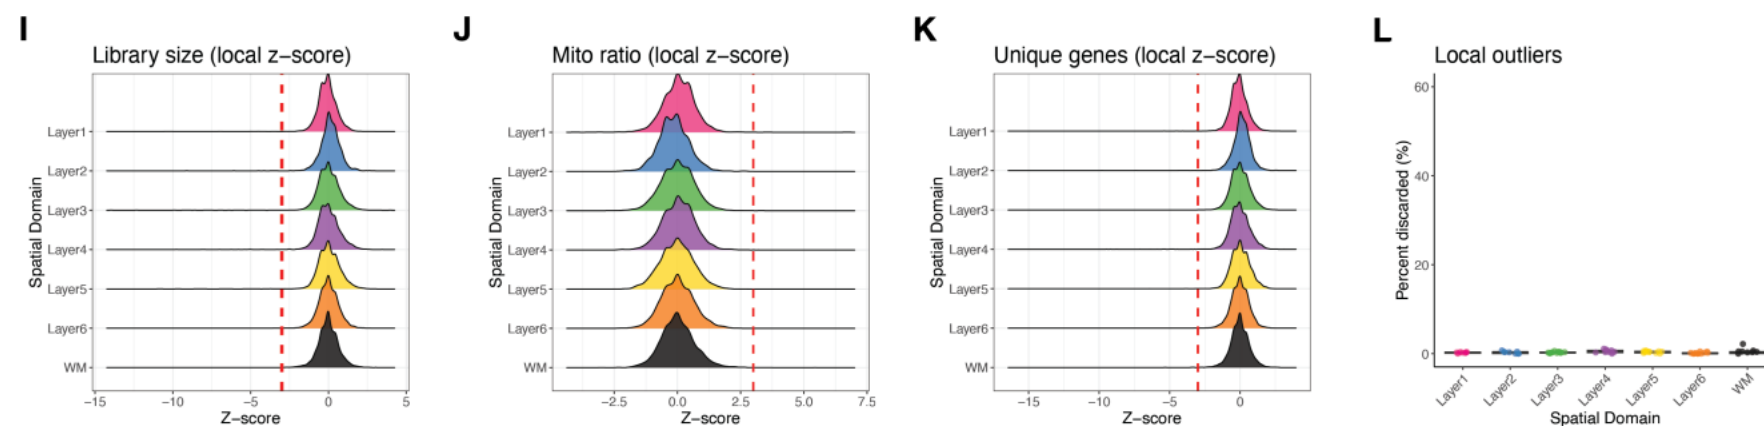 I
Library size (local z−score)
Spatial Domain
Layer1
Layer2
Layer3
Layer4
Layer5
Layer6
WM
−15 −10 −5 0 5
Z−score
J
Mito ratio (local z−score)
Spatial Domain
Layer1
Layer2
Layer3
Layer4
Layer5
Layer6
WM
−2.5 0.0 2.5 5.0 7.5
Z−score
K
Unique genes (local z−score)
Spatial Domain
Layer1
Layer2
Layer3
Layer4
Layer5
Layer6
WM
−15 −10 −5 0
Z−score
L
Local outliers
Percent discarded (%)
60
40
20
0
Layer1 Layer2 Layer3 Layer4 Layer5 Layer6 WM
Spatial Domain